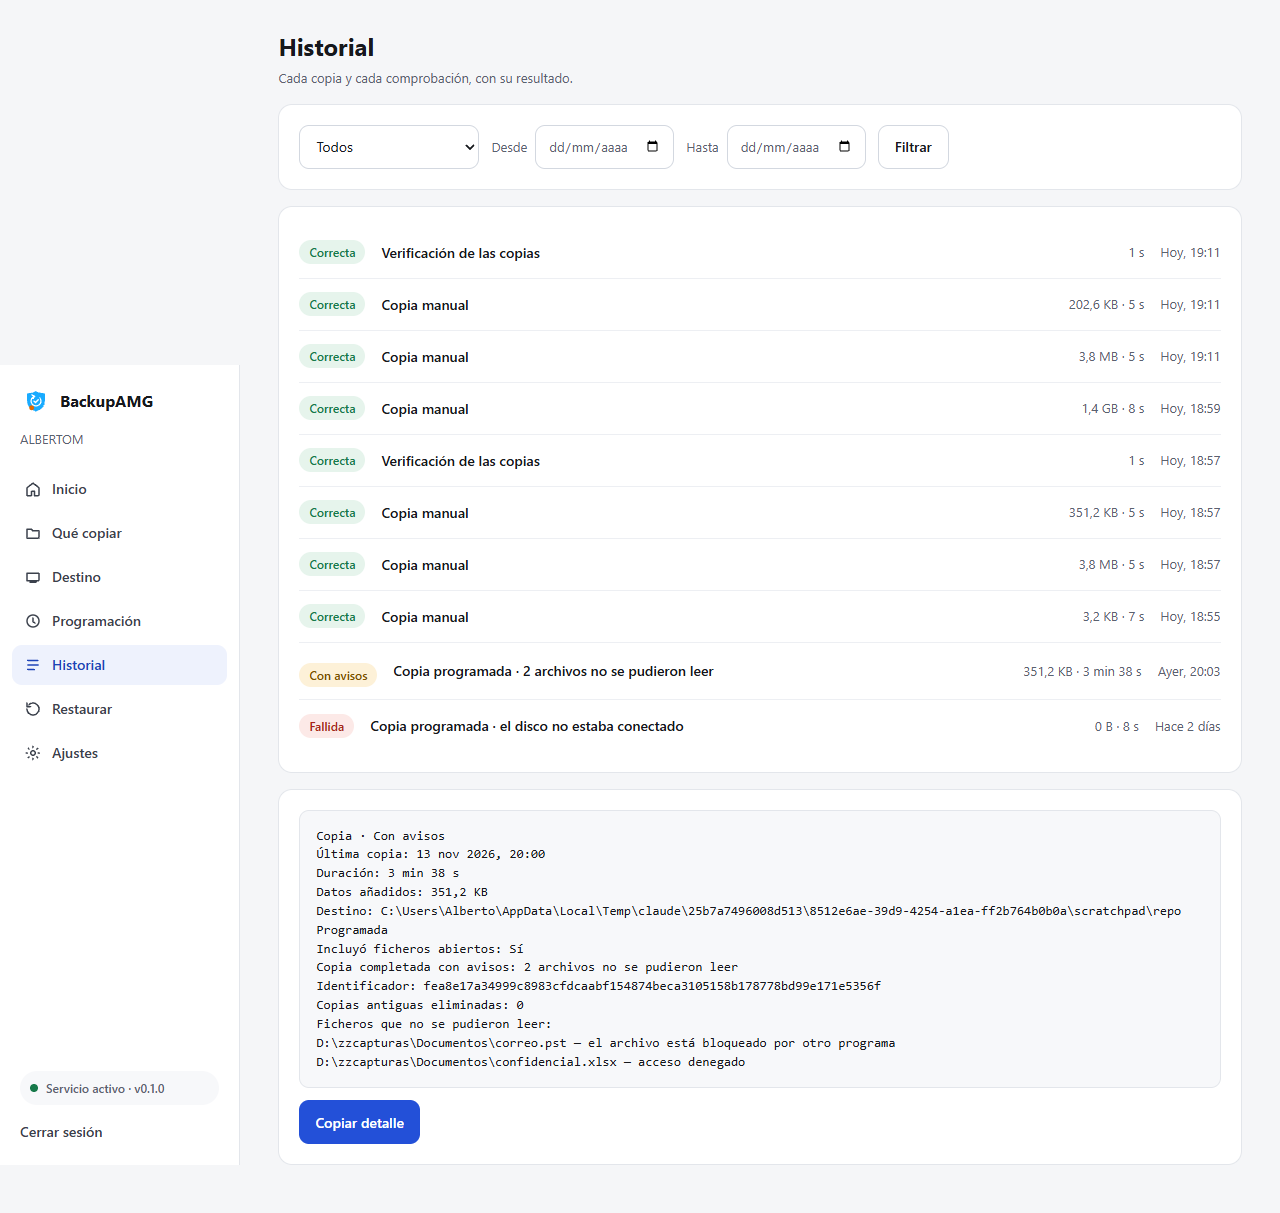 Historial
Cada copia y cada comprobación, con su resultado.
Todos Desde dd/mm/aaaa Hasta dd/mm/aaaa Filtrar
Correcta Verificación de las copias 1 s Hoy, 19:11
Correcta Copia manual 202,6 KB · 5 s Hoy, 19:11
Correcta Copia manual 3,8 MB · 5 s Hoy, 19:11
Correcta Copia manual 1,4 GB · 8 s Hoy, 18:59
Correcta Verificación de las copias 1 s Hoy, 18:57
Correcta Copia manual 351,2 KB · 5 s Hoy, 18:57
Correcta Copia manual 3,8 MB · 5 s Hoy, 18:57
Correcta Copia manual 3,2 KB · 7 s Hoy, 18:55
Con avisos Copia programada · 2 archivos no se pudieron leer 351,2 KB · 3 min 38 s Ayer, 20:03
Fallida Copia programada · el disco no estaba conectado 0 B · 8 s Hace 2 días
Copia · Con avisos
Última copia: 13 nov 2026, 20:00
Duración: 3 min 38 s
Datos añadidos: 351,2 KB
Destino: C:\Users\Alberto\AppData\Local\Temp\claude\25b7a7496008d513\8512e6ae-39d9-4254-a1ea-ff2b764b0b0a\scratchpad\repo
Programada
Incluyó ficheros abiertos: Sí
Copia completada con avisos: 2 archivos no se pudieron leer
Identificador: fea8e17a34999c8983cfdcaabf154874beca3105158b178778bd99e171e5356f
Copias antiguas eliminadas: 0
Ficheros que no se pudieron leer:
D:\zzcapturas\Documentos\correo.pst — el archivo está bloqueado por otro programa
D:\zzcapturas\Documentos\confidencial.xlsx — acceso denegado
Copiar detalle
BackupAMG
ALBERTOM
Inicio
Qué copiar
Destino
Programación
Historial
Restaurar
Ajustes
Servicio activo · v0.1.0
Cerrar sesión